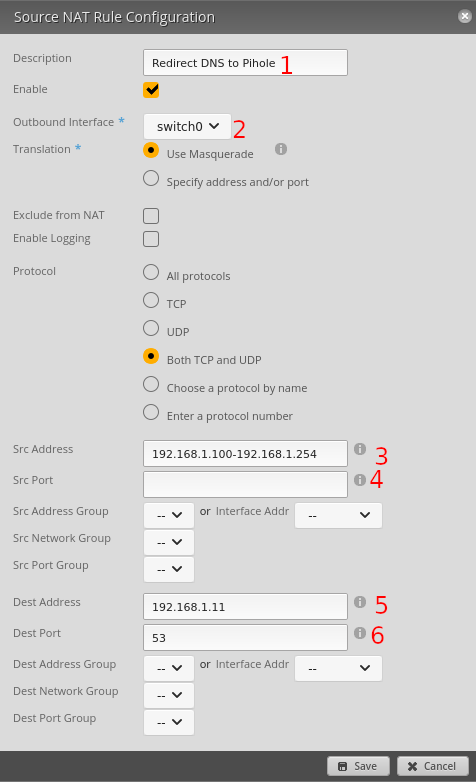 Source NAT Rule Configuration
Description Redirect DNS to Pihole 1
Enable
Outbound Interface * switch0 2
Translation * Use Masquerade
Specify address and/or port
Exclude from NAT
Enable Logging
Protocol All protocols
TCP
UDP
Both TCP and UDP
Choose a protocol by name
Enter a protocol number
Src Address 192.168.1.100-192.168.1.254 3
Src Port 4
Src Address Group -- or Interface Addr --
Src Network Group --
Src Port Group --
Dest Address 192.168.1.11 5
Dest Port 53 6
Dest Address Group -- or Interface Addr --
Dest Network Group --
Dest Port Group --
Save Cancel